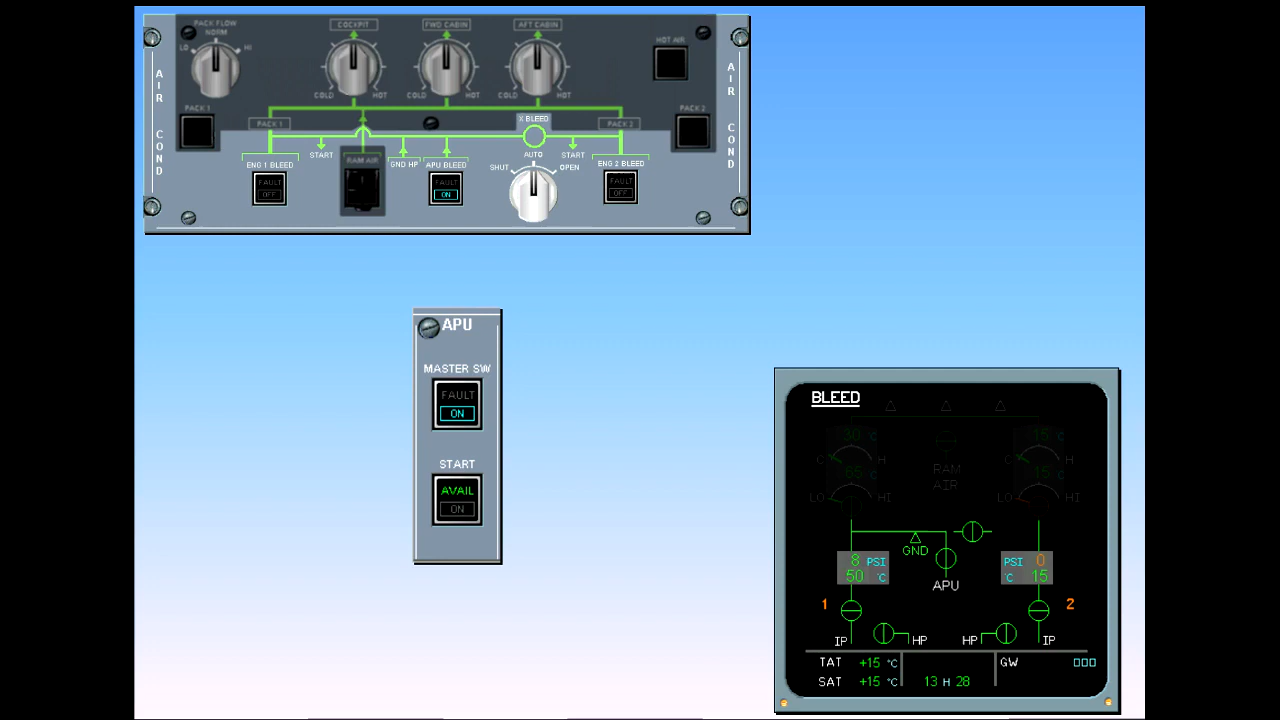 PACK FLOW
NORM
LO
HI
COCKPIT
FWD CABIN
AFT CABIN
HOT AIR
AIR COND
AIR COND
COLD HOT
COLD HOT
COLD HOT
PACK 1
PACK 2
PACK 1
X BLEED
PACK 2
START
RAM AIR
GND HP
AUTO
START
ENG 1 BLEED
APU BLEED
SHUT
OPEN
ENG 2 BLEED
FAULT
OFF
FAULT
ON
FAULT
OFF
APU
MASTER SW
FAULT
ON
START
AVAIL
ON
BLEED
30 °C
15 °C
C H
C H
65 °C
RAM
AIR
15 °C
LO HI
LO HI
GND
8 PSI
50 °C
APU
PSI 0
°C 15
1
2
IP
HP
HP
IP
TAT +15 °C
GW
SAT +15 °C
13 H 28